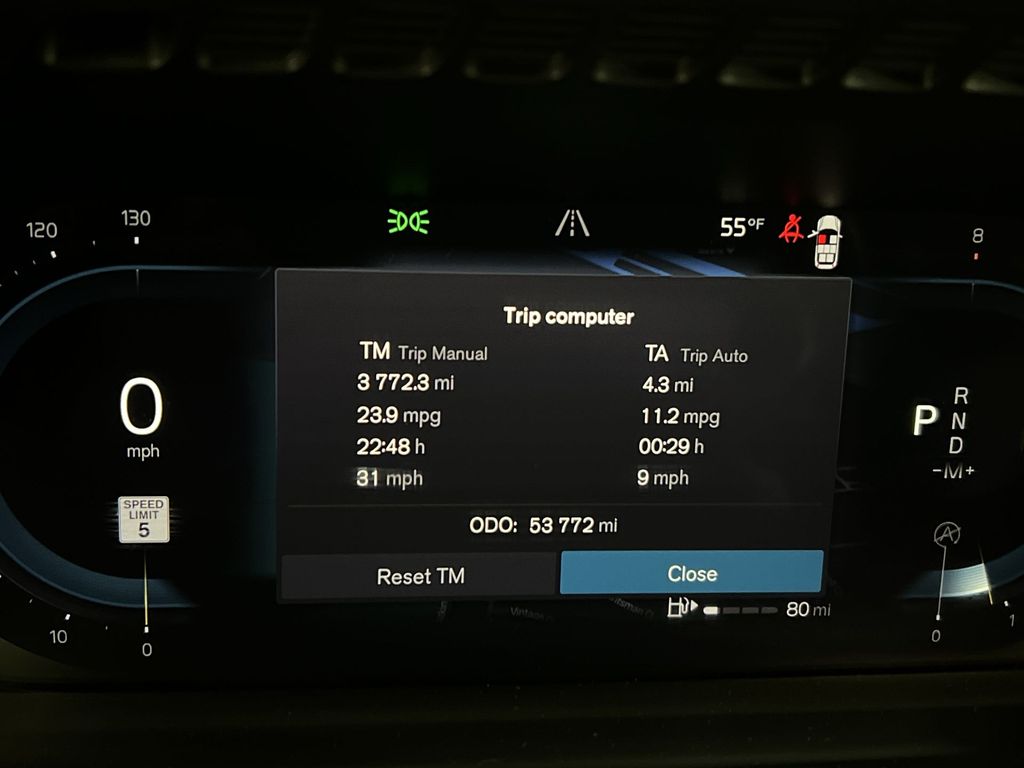 120
130
55°F
8
Trip computer
TM Trip Manual
TA Trip Auto
3 772.3 mi
4.3 mi
23.9 mpg
11.2 mpg
22:48 h
00:29 h
31 mph
9 mph
ODO: 53 772 mi
Reset TM
Close
0
mph
SPEED
LIMIT
5
P
R
N
D
-M+
A
80 mi
10
0
0
1